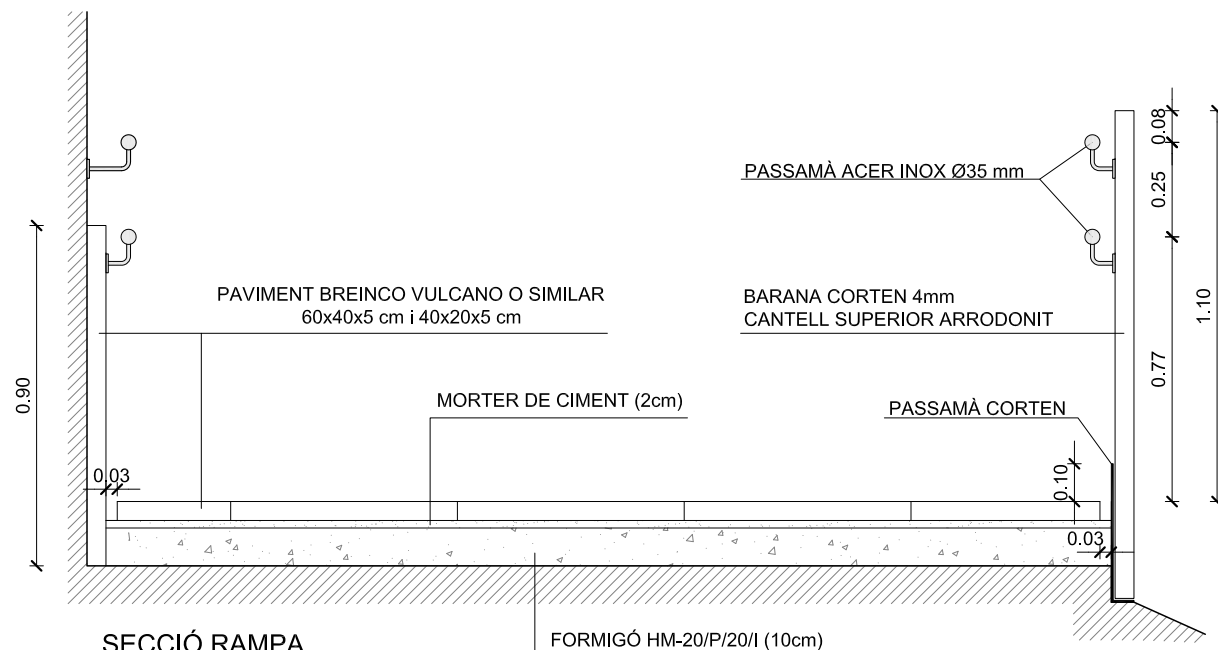 0.08
PASSAMÀ ACER INOX Ø35 mm
0.25
PAVIMENT BREINCO VULCANO O SIMILAR
60x40x5 cm i 40x20x5 cm
BARANA CORTEN 4mm
CANTELL SUPERIOR ARRODONIT
1.10
0.77
0.90
MORTER DE CIMENT (2cm)
PASSAMÀ CORTEN
0.03
0.10
0.03
SECCIÓ RAMPA
FORMIGÓ HM-20/P/20/I (10cm)